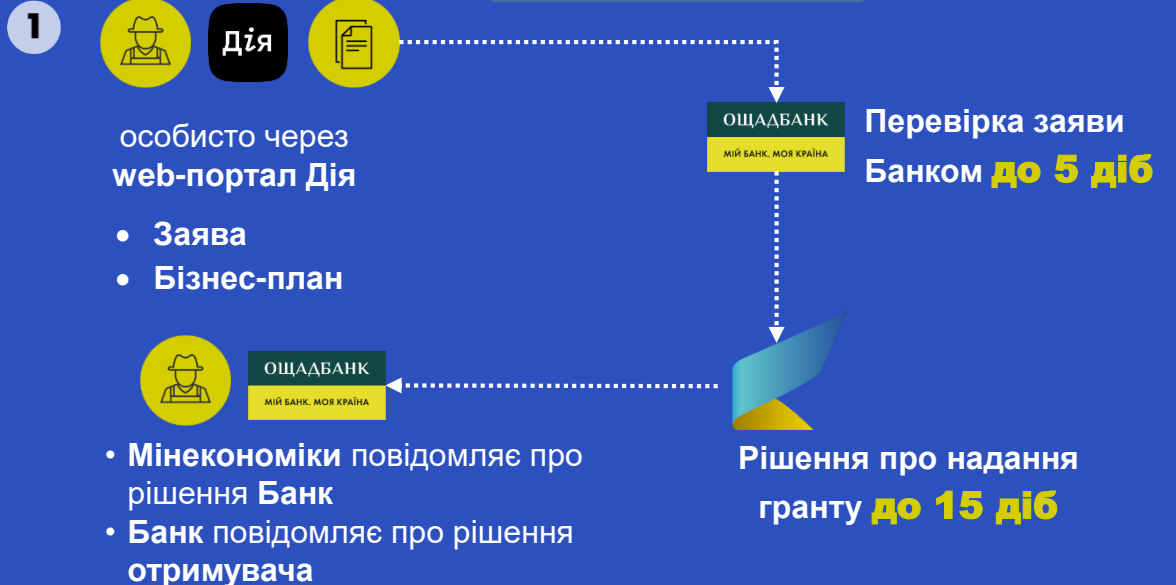 1
Дія
особисто через
web-портал Дія
• Заява
• Бізнес-план
ОЩАДБАНК
МІЙ БАНК. МОЯ КРАЇНА
Перевірка заяви
Банком до 5 діб
Рішення про надання
гранту до 15 діб
ОЩАДБАНК
МІЙ БАНК. МОЯ КРАЇНА
• Мінекономіки повідомляє про
рішення Банк
• Банк повідомляє про рішення
отримувача